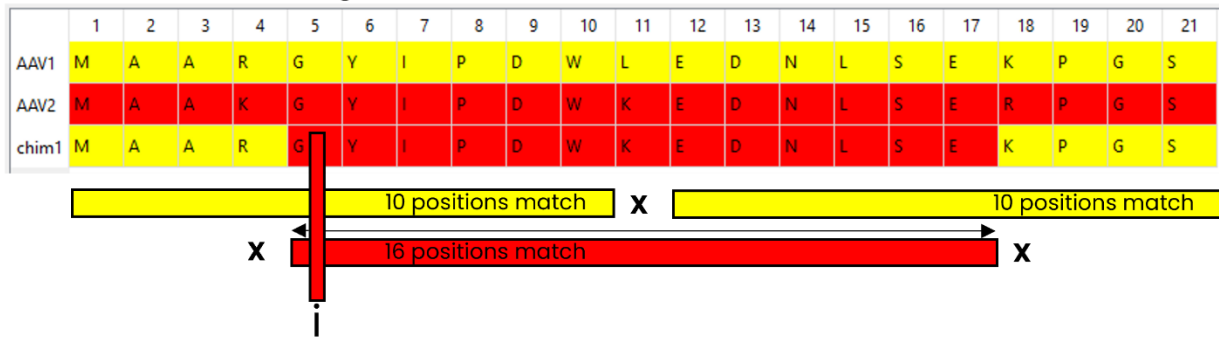 1 2 3 4 5 6 7 8 9 10 11 12 13 14 15 16 17 18 19 20 21
AAV1 M A A R G Y I P D W L E D N L S E K P G S
AAV2 M A A K G Y I P D W K E D N L S E R P G S
chim1 M A A R G Y I P D W K E D N L S E K P G S
10 positions match X 10 positions match
X 16 positions match X
i